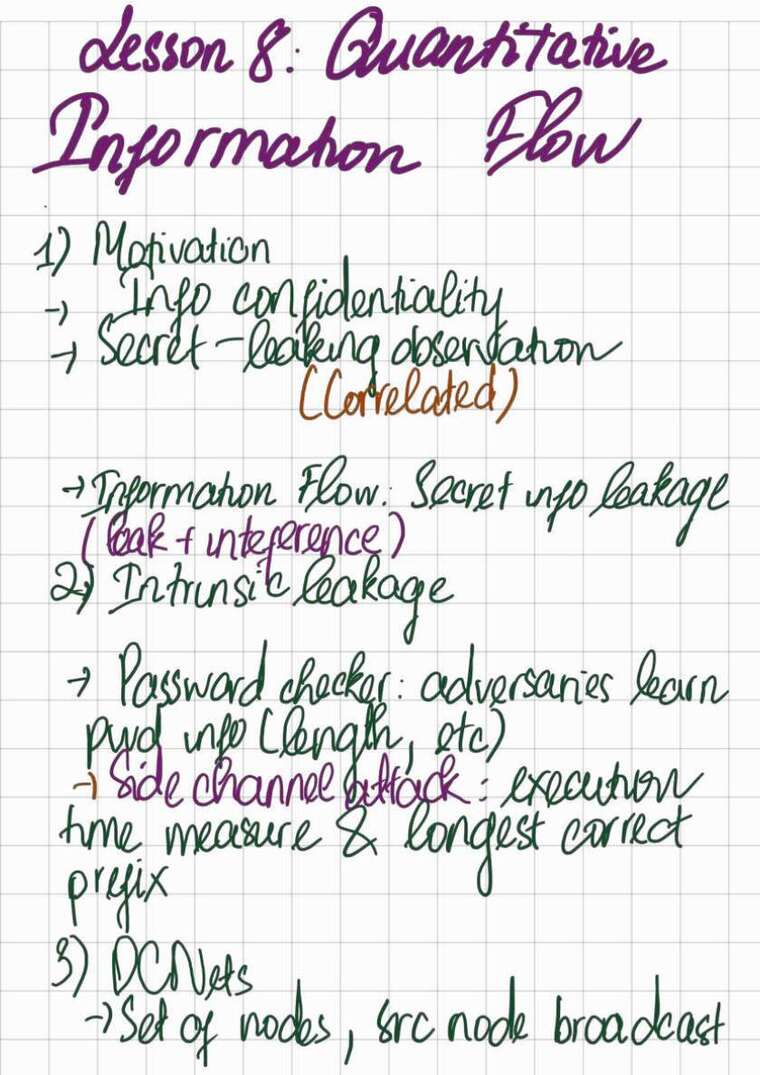 Lesson 8: Quantitative
Information Flow
1) Motivation
→ Info confidentiality
→ Secret-leaking observation
(Correlated)
→ Information Flow: Secret info leakage
(leak + inteference)
2) Intrinsic leakage
→ Password checker: adversaries learn
pwd info (length, etc)
→ Side channel attack: execution
time measure & longest correct
prefix
3) DCNets
→ Set of nodes, src node broadcast